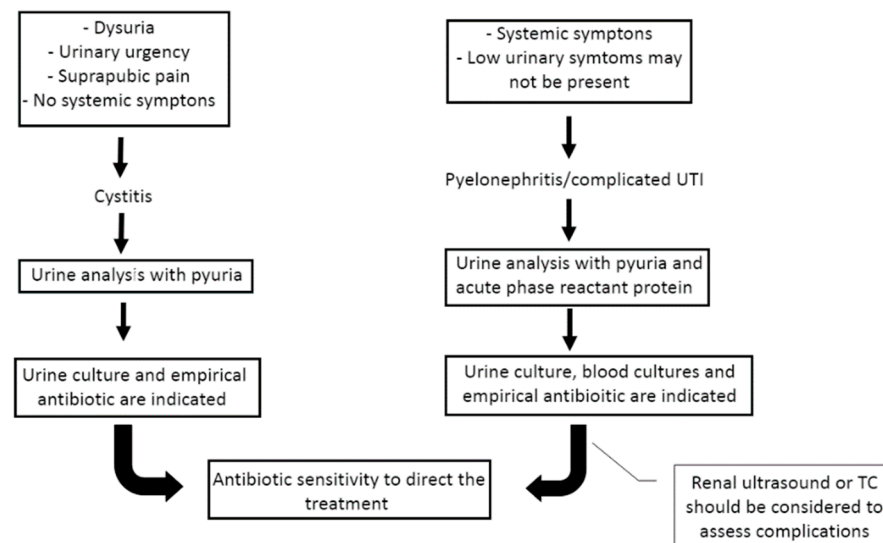 - Dysuria
- Urinary urgency
- Suprapubic pain
- No systemic symptons
Cystitis
Urine analysis with pyuria
Urine culture and empirical
antibiotic are indicated
- Systemic symptoms
- Low urinary symtoms may
not be present
Pyelonephritis/complicated UTI
Urine analysis with pyuria and
acute phase reactant protein
Urine culture, blood cultures and
empirical antibioitic are indicated
Antibiotic sensitivity to direct the
treatment
Renal ultrasound or TC
should be considered to
assess complications